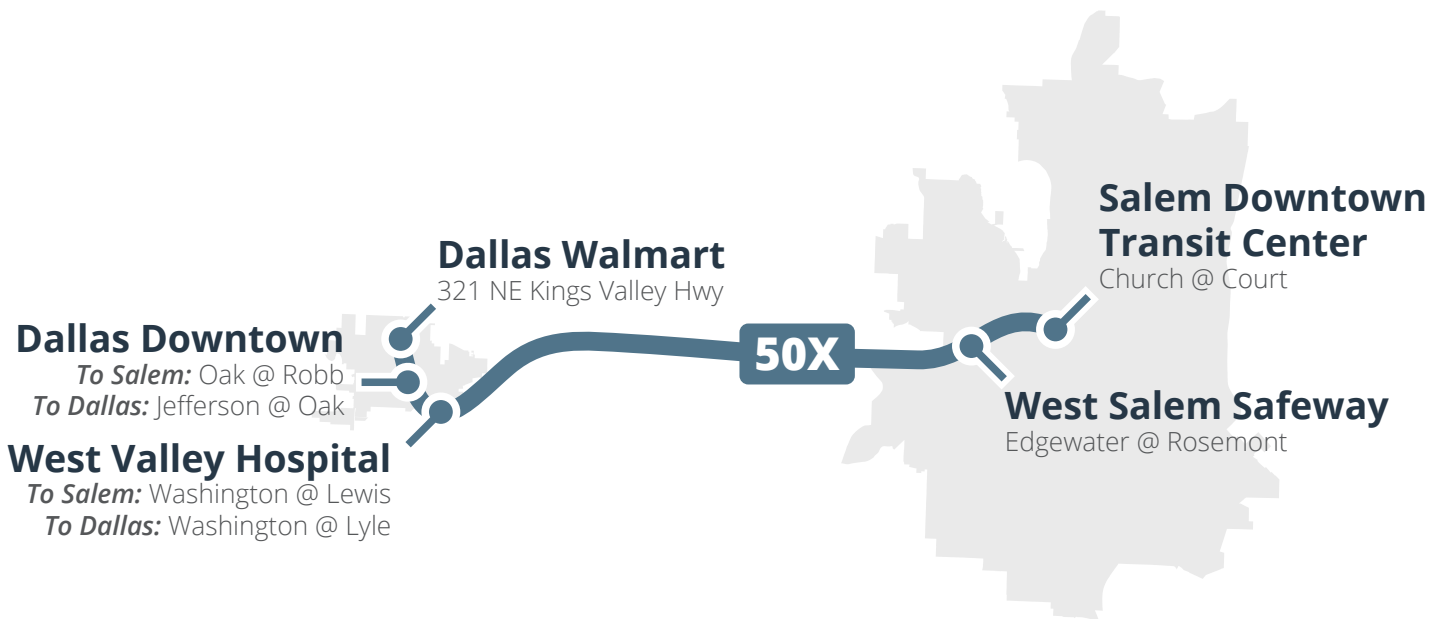 Salem Downtown
Transit Center
Church @ Court
Dallas Walmart
321 NE Kings Valley Hwy
Dallas Downtown
To Salem: Oak @ Robb
To Dallas: Jefferson @ Oak
50X
West Salem Safeway
Edgewater @ Rosemont
West Valley Hospital
To Salem: Washington @ Lewis
To Dallas: Washington @ Lyle